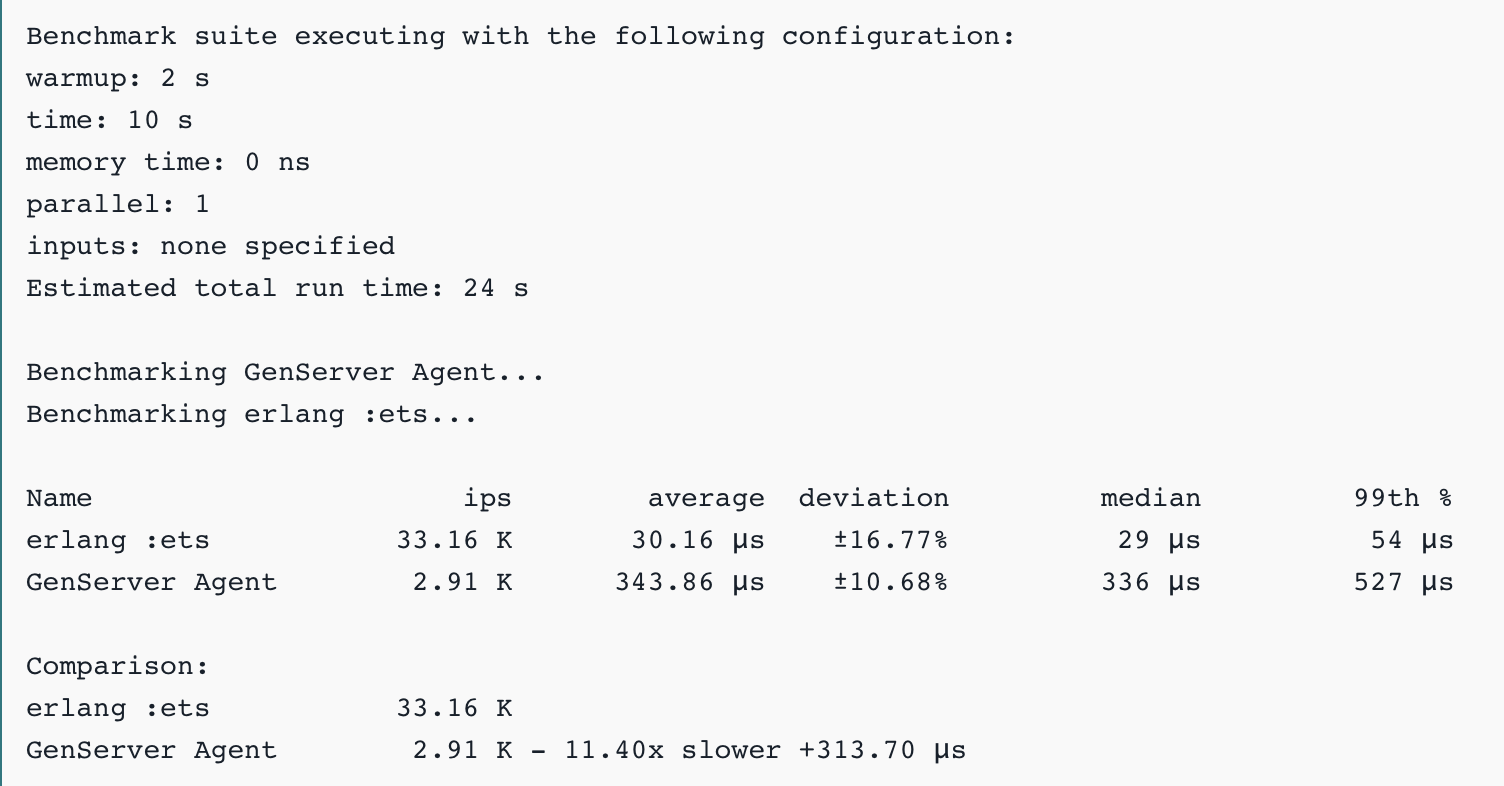 Benchmark suite executing with the following configuration:
warmup: 2 s
time: 10 s
memory time: 0 ns
parallel: 1
inputs: none specified
Estimated total run time: 24 s
Benchmarking GenServer Agent...
Benchmarking erlang :ets...
Name                      ips        average  deviation         median         99th %
erlang :ets           33.16 K       30.16 μs    ±16.77%          29 μs          54 μs
GenServer Agent        2.91 K      343.86 μs    ±10.68%         336 μs         527 μs
Comparison:
erlang :ets           33.16 K
GenServer Agent        2.91 K - 11.40x slower +313.70 μs